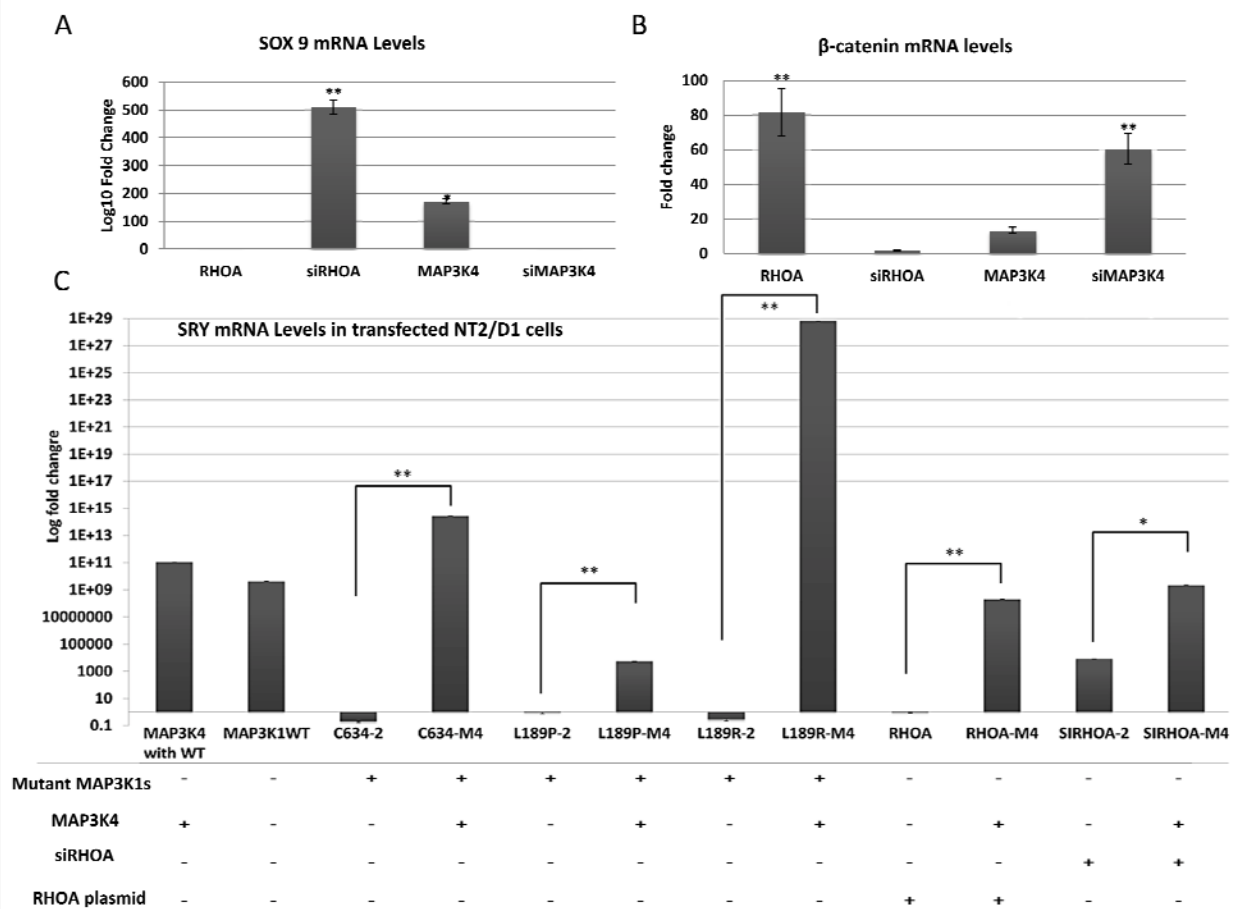 A
SOX 9 mRNA Levels
Log10 Fold Change
600
500
400
300
200
100
0
**
*
RHOA siRHOA MAP3K4 siMAP3K4
B
β-catenin mRNA levels
Fold change
100
80
60
40
20
0
**
**
RHOA siRHOA MAP3K4 siMAP3K4
C
SRY mRNA Levels in transfected NT2/D1 cells
Log fold changre
1E+29
1E+27
1E+25
1E+23
1E+21
1E+19
1E+17
1E+15
1E+13
1E+11
1E+09
10000000
100000
1000
10
0.1
**
**
**
**
*
MAP3K4 with WT MAP3K1WT C634-2 C634-M4 L189P-2 L189P-M4 L189R-2 L189R-M4 RHOA RHOA-M4 SIRHOA-2 SIRHOA-M4
Mutant MAP3K1s - - + + + + + + - - - -
MAP3K4 + - - + - + - + - + - +
siRHOA - - - - - - - - - - + +
RHOA plasmid - - - - - - - - + + - -